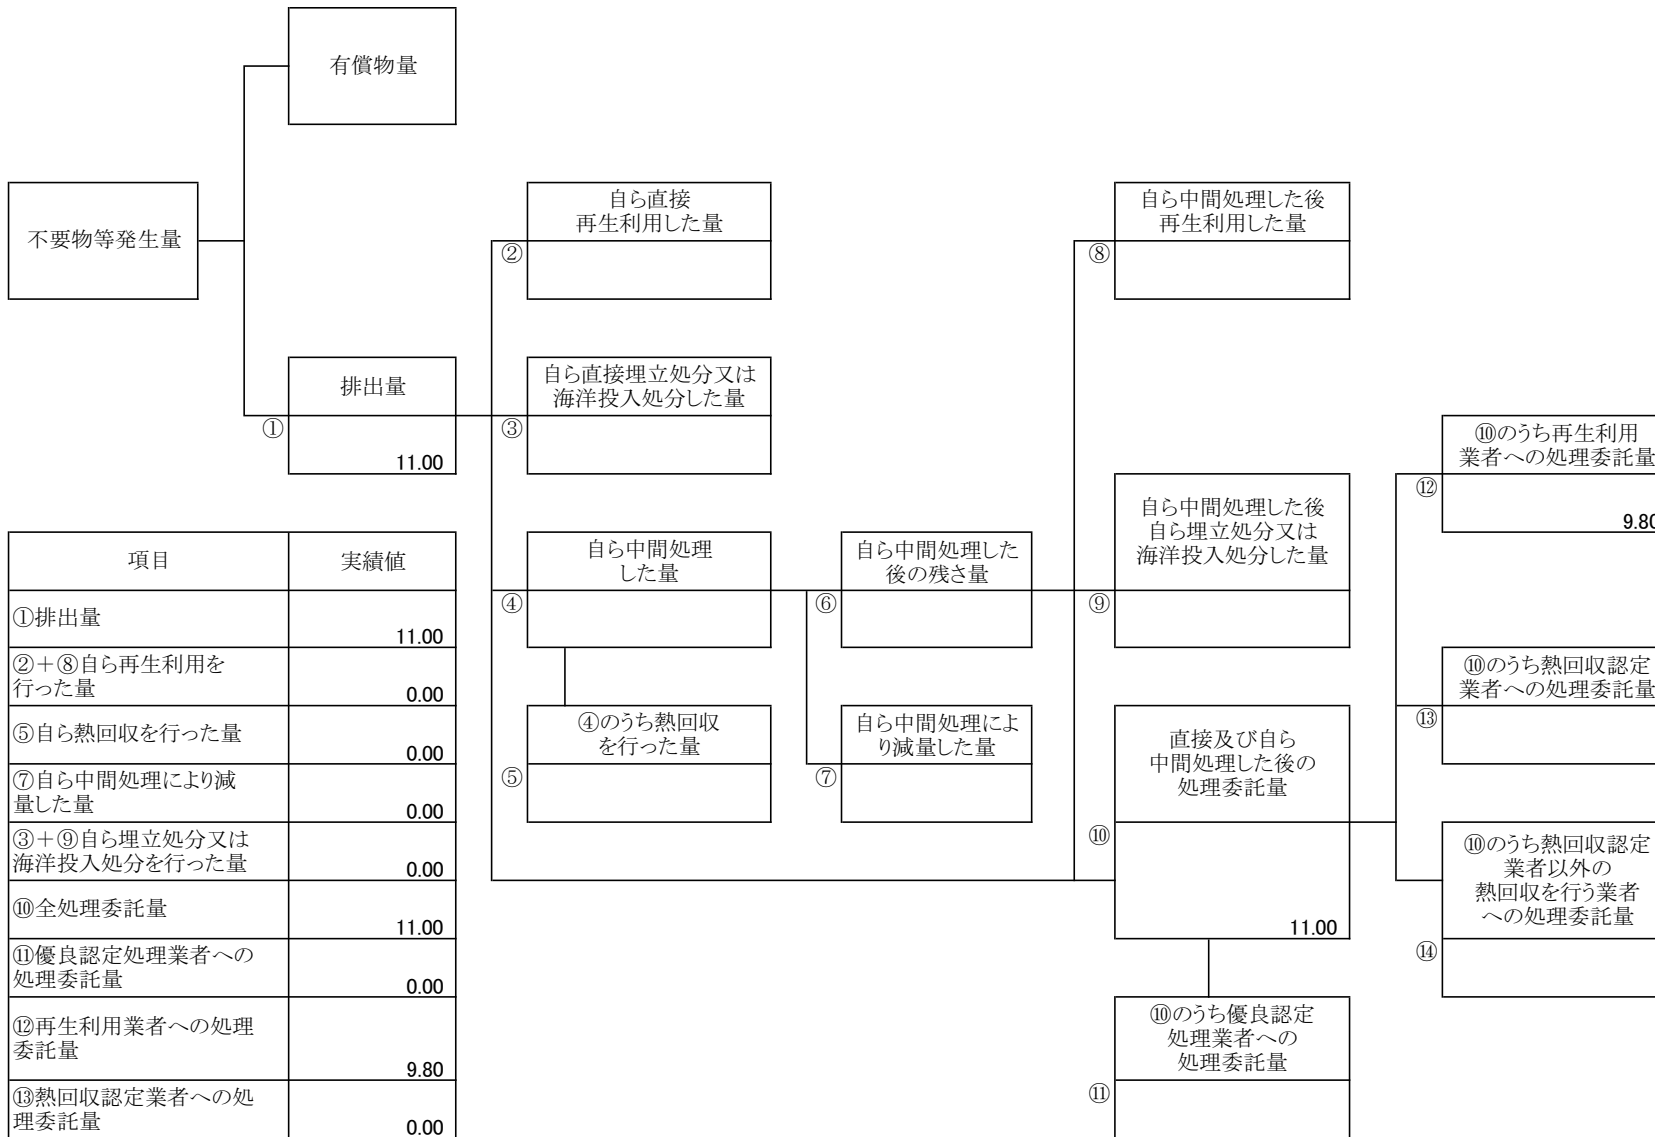 有償物量
不要物等発生量
自ら直接
再生利用した量
②
自ら中間処理した後
再生利用した量
⑧
排出量
①
11.00
自ら直接埋立処分又は
海洋投入処分した量
③
⑩のうち再生利用
業者への処理委託量
⑫
9.80
自ら中間処理した後
自ら埋立処分又は
海洋投入処分した量
⑨
自ら中間処理
した量
④
自ら中間処理した
後の残さ量
⑥
④のうち熱回収
を行った量
⑤
自ら中間処理によ
り減量した量
⑦
直接及び自ら
中間処理した後の
処理委託量
⑩
11.00
⑩のうち熱回収認定
業者への処理委託量
⑬
⑩のうち熱回収認定
業者以外の
熱回収を行う業者
への処理委託量
⑭
⑩のうち優良認定
処理業者への
処理委託量
⑪
項目 実績値
①排出量
11.00
②+⑧自ら再生利用を
行った量
0.00
⑤自ら熱回収を行った量
0.00
⑦自ら中間処理により減
量した量
0.00
③+⑨自ら埋立処分又は
海洋投入処分を行った量
0.00
⑩全処理委託量
11.00
⑪優良認定処理業者への
処理委託量
0.00
⑫再生利用業者への処理
委託量
9.80
⑬熱回収認定業者への処
理委託量
0.00